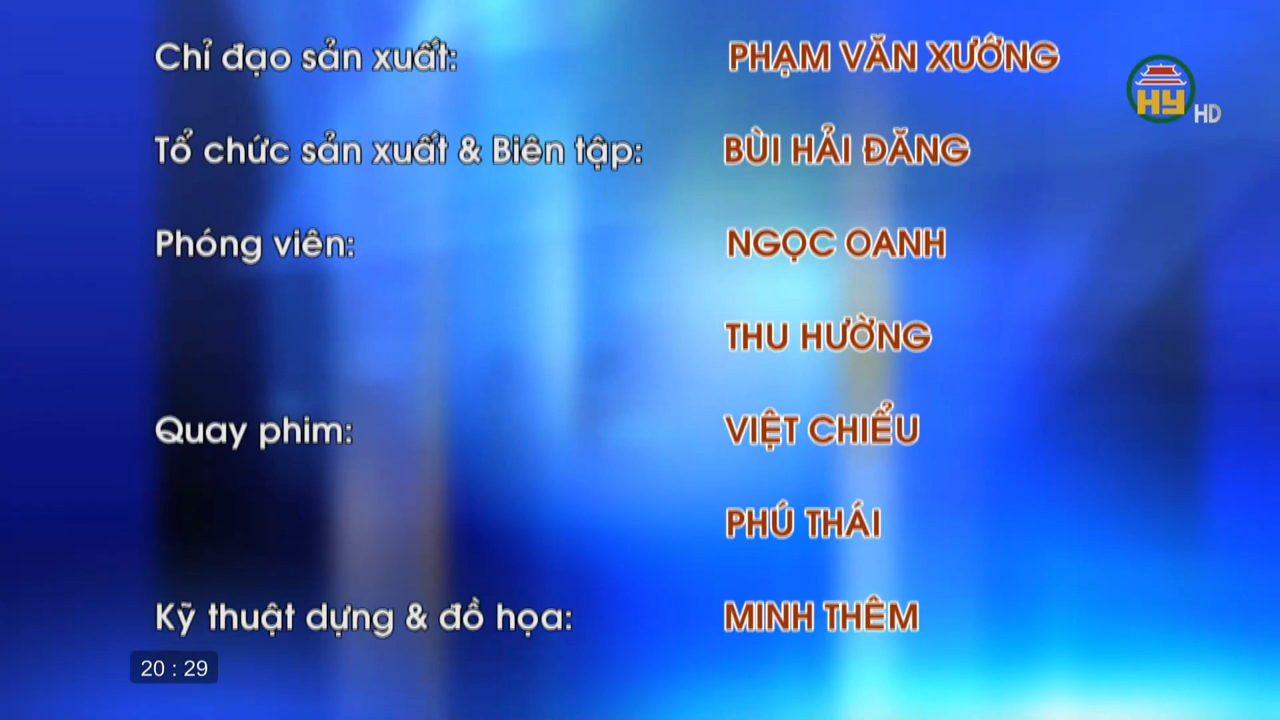 Chỉ đạo sản xuất: PHẠM VĂN XƯỚNG
HY HD
Tổ chức sản xuất & Biên tập: BÙI HẢI ĐĂNG
Phóng viên: NGỌC OANH
THU HƯỜNG
Quay phim: VIỆT CHIỂU
PHÚ THÁI
Kỹ thuật dựng & đồ họa: MINH THÊM
20 : 29